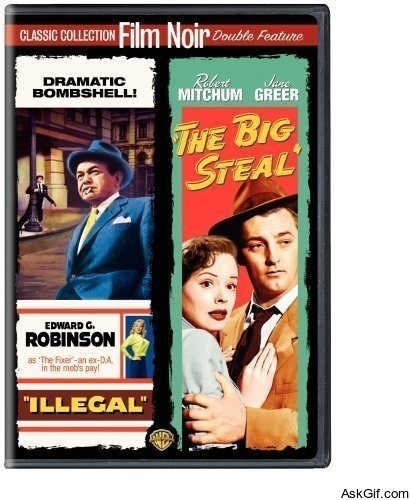 CLASSIC COLLECTION Film Noir Double Feature
DRAMATIC
BOMBSHELL!
EDWARD G.
ROBINSON
as 'The Fixer'-an ex-D.A.
in the mob's pay!
"ILLEGAL"
Robert Jane
MITCHUM GREER
THE BIG
STEAL
WB
AskGif.com